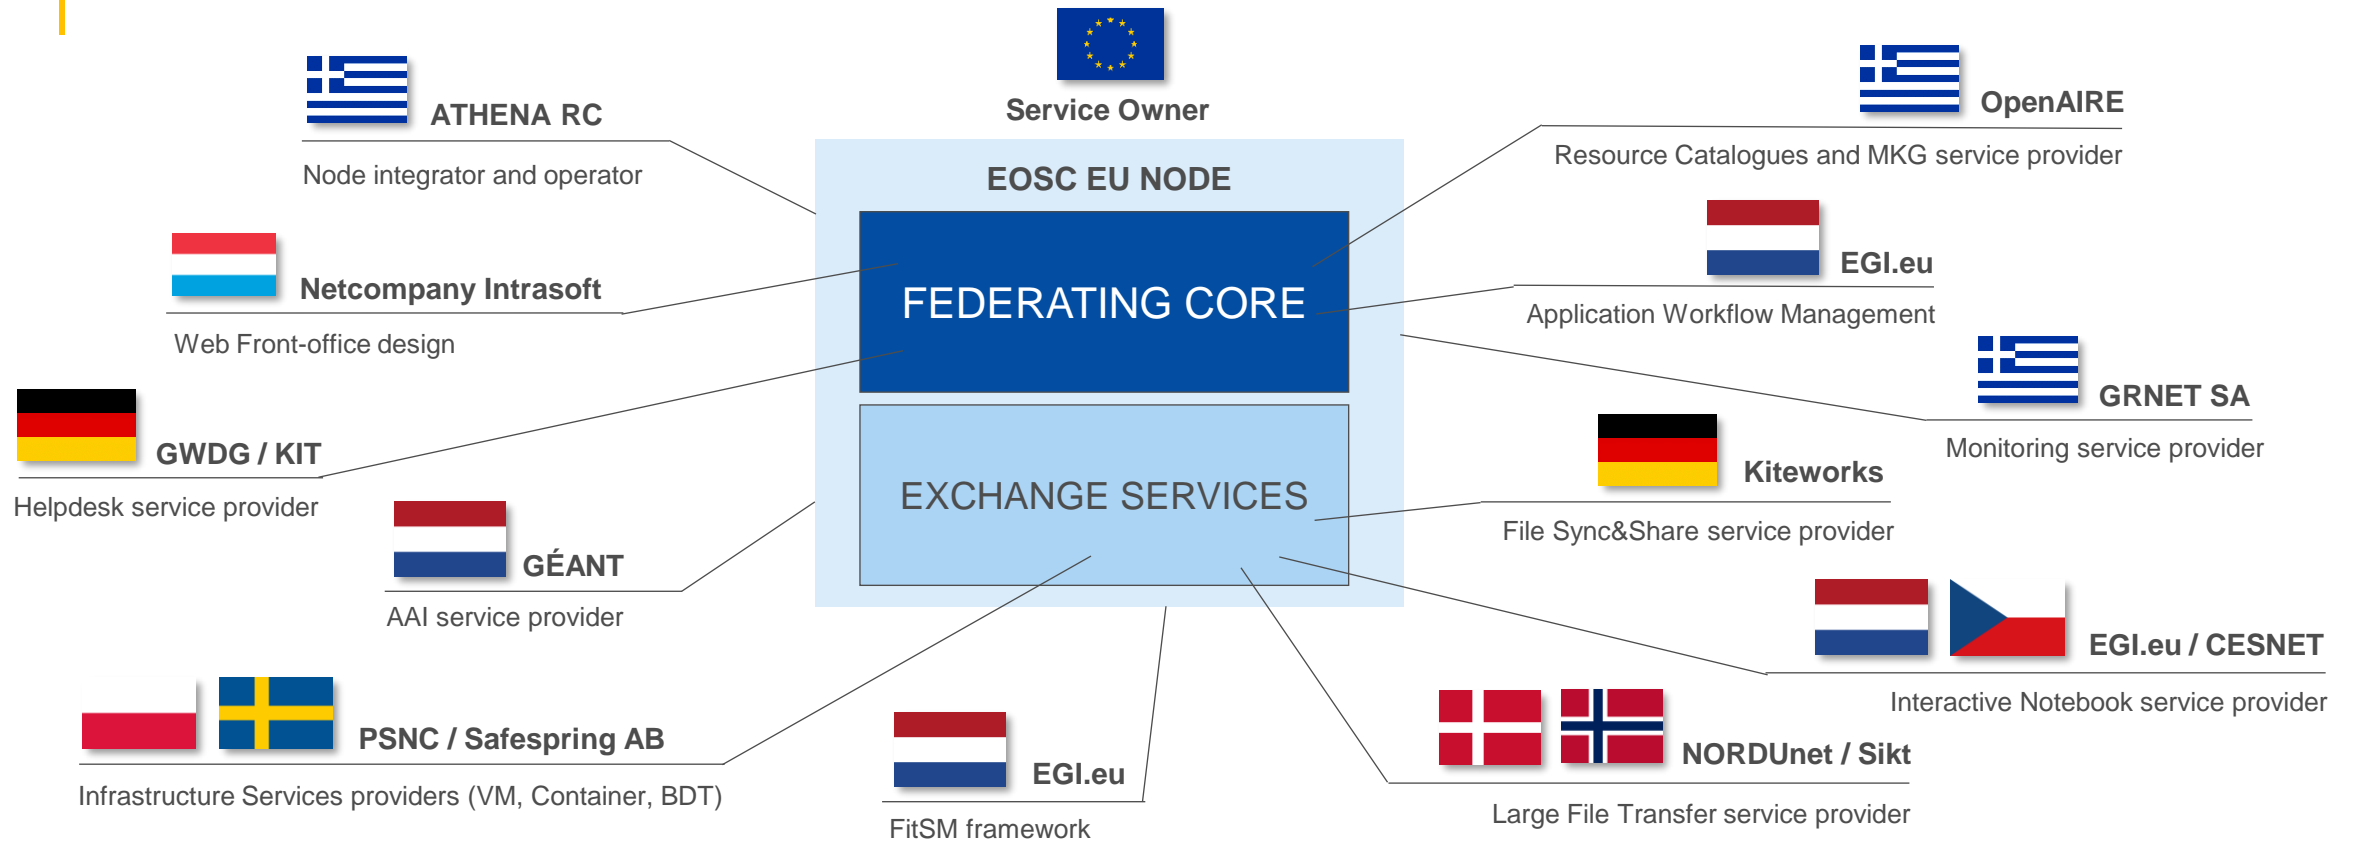 Service Owner
EOSC EU NODE
FEDERATING CORE
EXCHANGE SERVICES
ATHENA RC
Node integrator and operator
Netcompany Intrasoft
Web Front-office design
GWDG / KIT
Helpdesk service provider
GÉANT
AAI service provider
PSNC / Safespring AB
Infrastructure Services providers (VM, Container, BDT)
EGI.eu
FitSM framework
OpenAIRE
Resource Catalogues and MKG service provider
EGI.eu
Application Workflow Management
GRNET SA
Monitoring service provider
Kiteworks
File Sync&Share service provider
EGI.eu / CESNET
Interactive Notebook service provider
NORDUnet / Sikt
Large File Transfer service provider